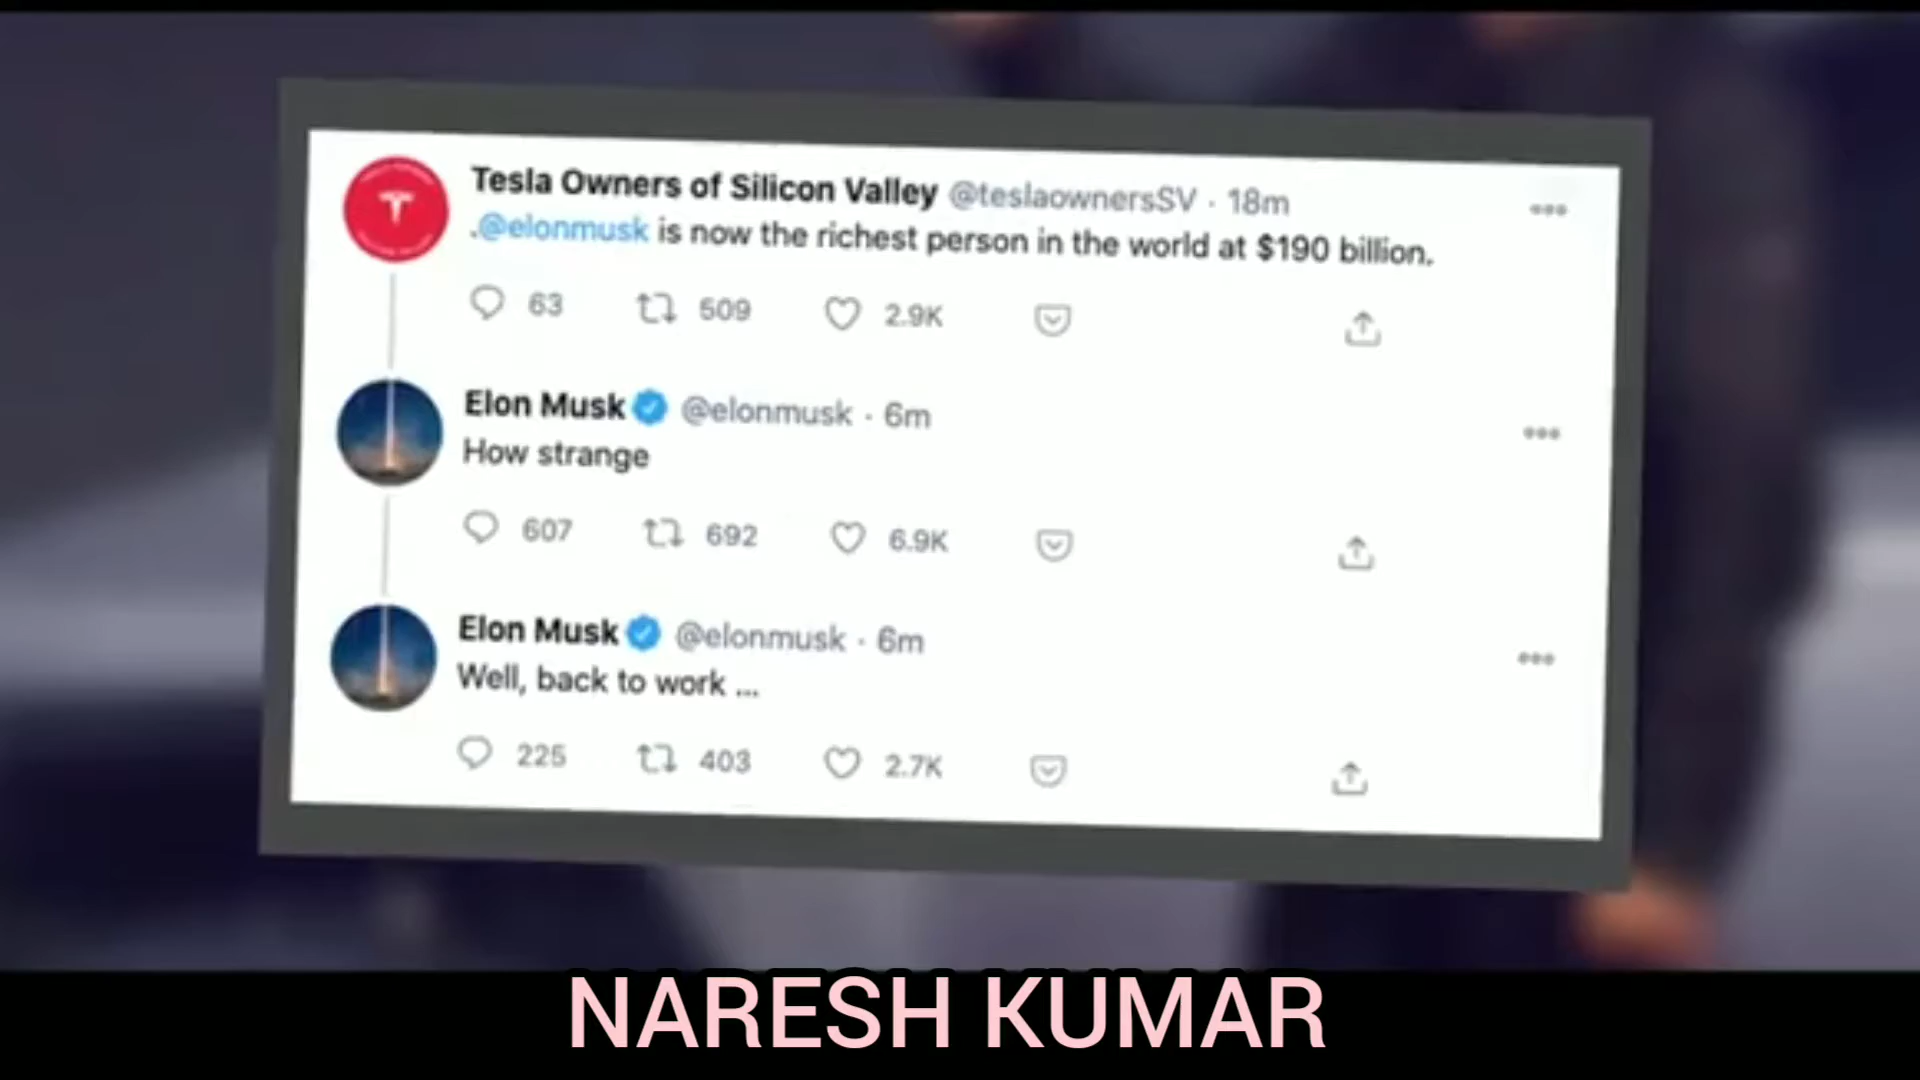 Tesla Owners of Silicon Valley @teslaownersSV · 18m
.@elonmusk is now the richest person in the world at $190 billion.
63 509 2.9K
Elon Musk @elonmusk · 6m
How strange
607 692 6.9K
Elon Musk @elonmusk · 6m
Well, back to work ...
225 403 2.7K
NARESH KUMAR